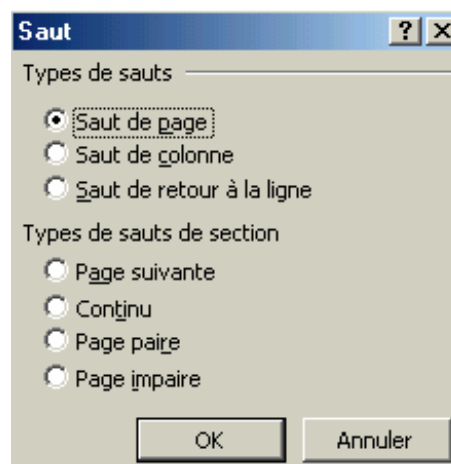 Saut
Types de sauts
Saut de page
Saut de colonne
Saut de retour à la ligne
Types de sauts de section
Page suivante
Continu
Page paire
Page impaire
OK Annuler